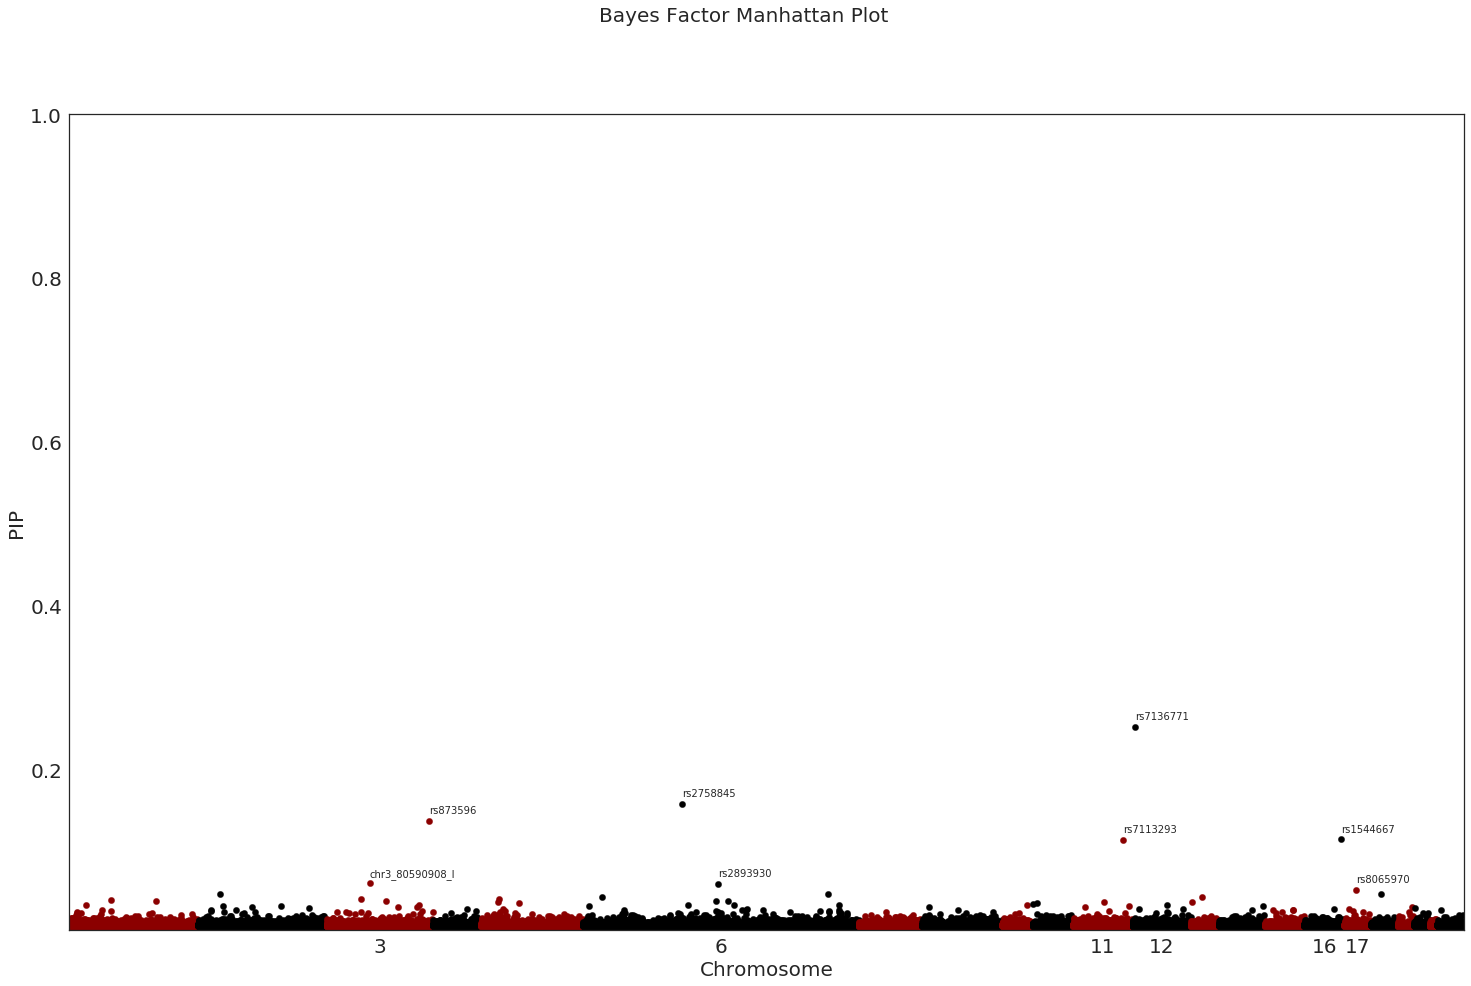 Bayes Factor Manhattan Plot
1.0
0.8
0.6
0.4
0.2
PIP
rs7136771
rs2758845
rs873596
rs7113293
rs1544667
chr3_80590908_I
rs2893930
rs8065970
3 6 11 12 16 17
Chromosome